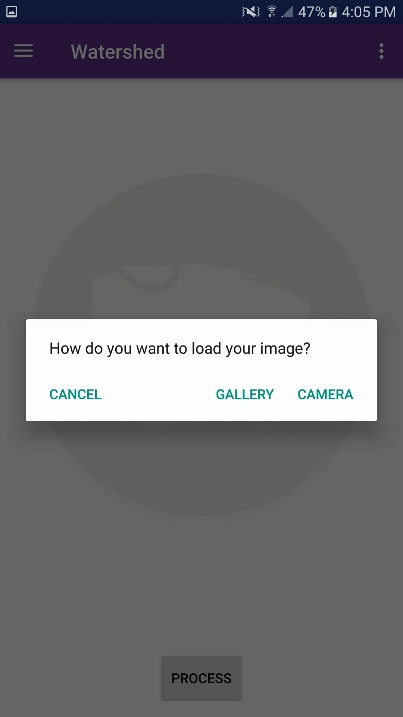 47% 4:05 PM
Watershed
How do you want to load your image?
CANCEL GALLERY CAMERA
PROCESS